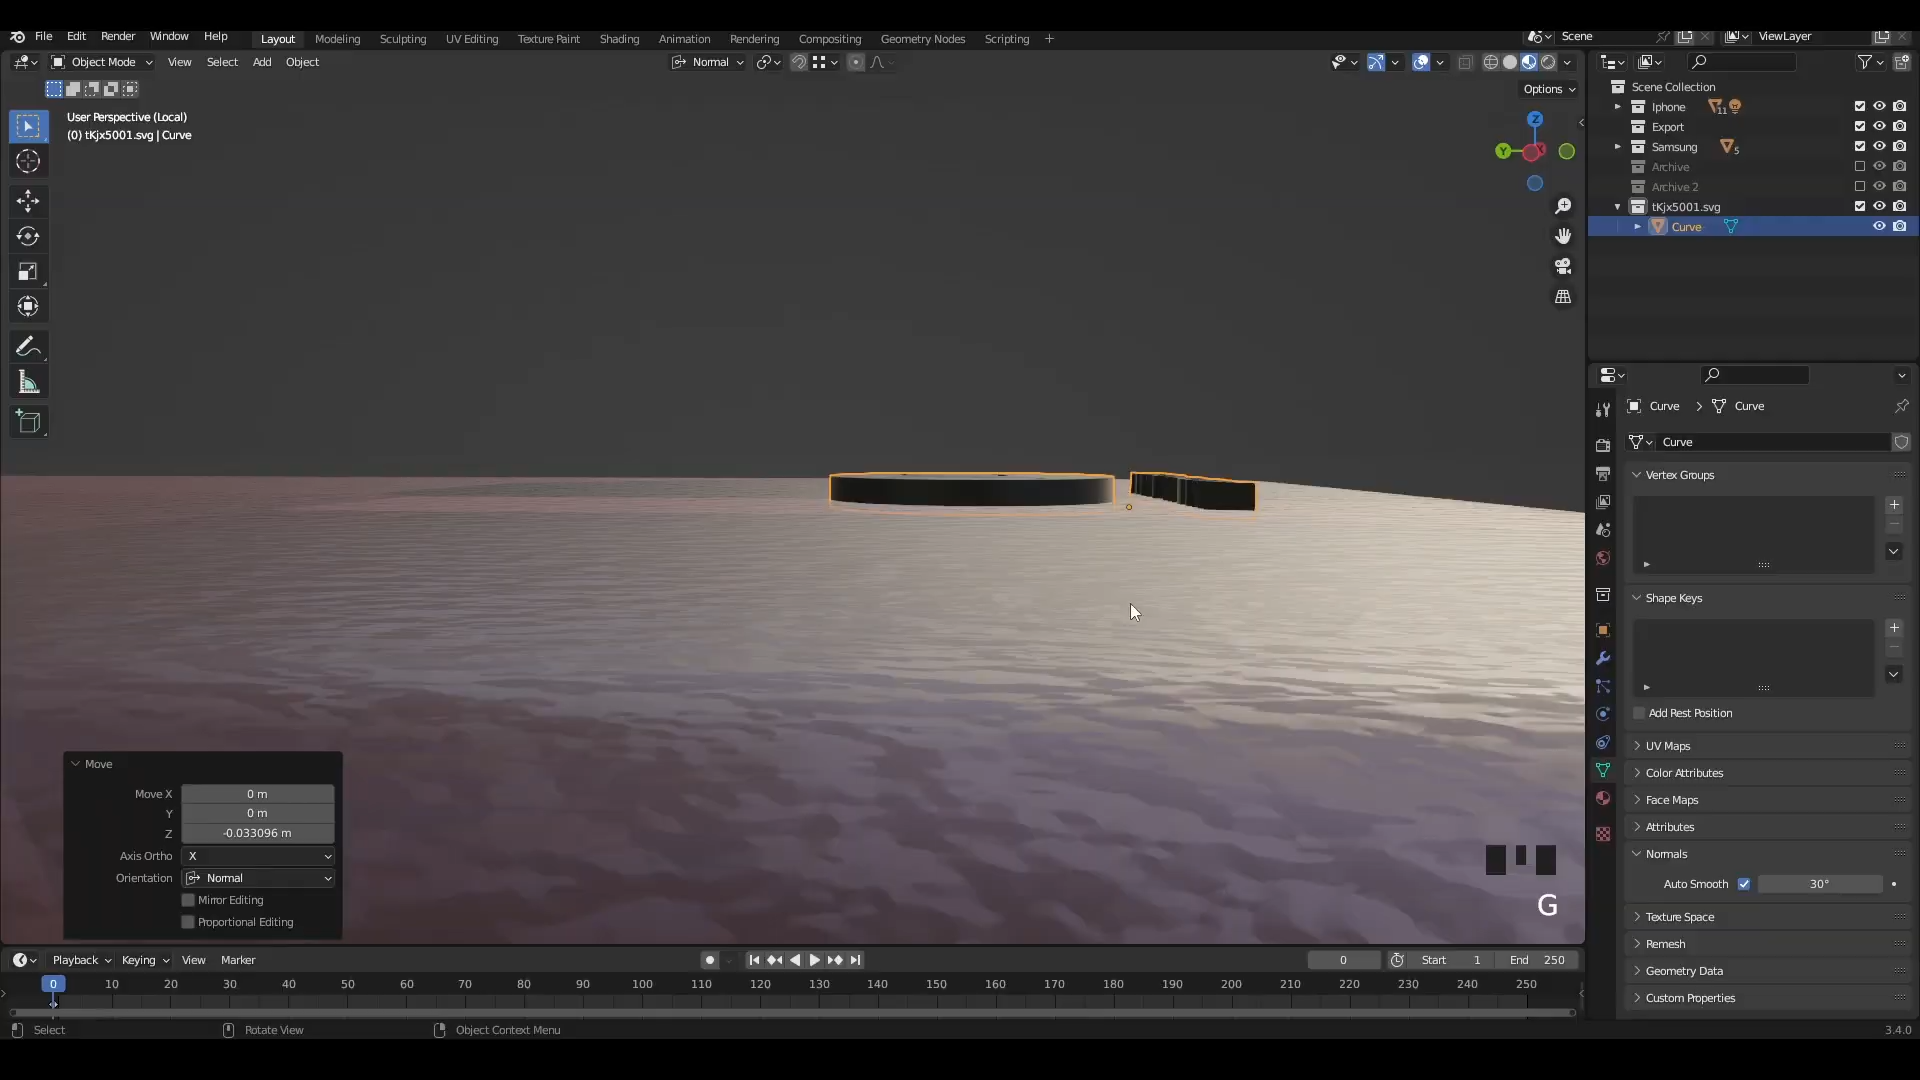 File Edit Render Window Help Layout Modeling Sculpting UV Editing Texture Paint Shading Animation Rendering Compositing Geometry Nodes Scripting + Scene ViewLayer
Object Mode View Select Add Object Normal
Options
User Perspective (Local)
(0) tKjx5001.svg | Curve
Z
Y
X
Scene Collection
Iphone 11
Export
Samsung 5
Archive
Archive 2
tKjx5001.svg
Curve
Curve > Curve
Curve
Vertex Groups
Shape Keys
Add Rest Position
UV Maps
Color Attributes
Face Maps
Attributes
Normals
Auto Smooth 30°
Texture Space
Remesh
Geometry Data
Custom Properties
Move
Move X 0 m
Y 0 m
Z -0.033096 m
Axis Ortho X
Orientation Normal
Mirror Editing
Proportional Editing
G
Playback Keying View Marker 0 Start 1 End 250
0 10 20 30 40 50 60 70 80 90 100 110 120 130 140 150 160 170 180 190 200 210 220 230 240 250
Select Rotate View Object Context Menu 3.4.0